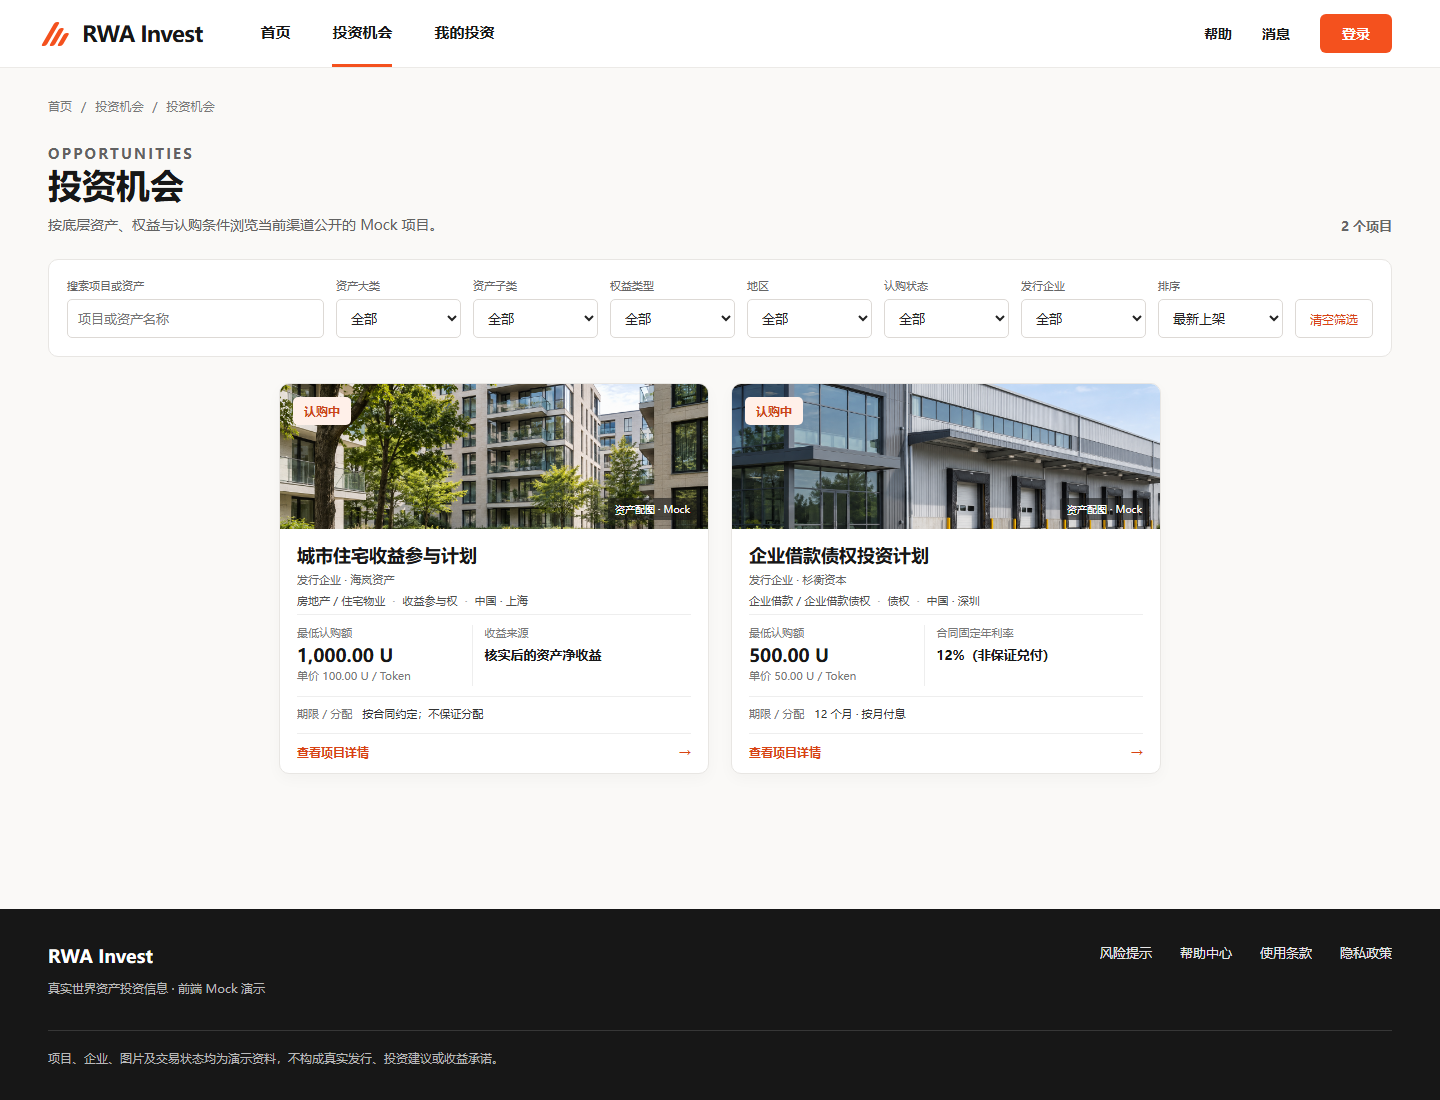 RWA Invest
首页
投资机会
我的投资
帮助
消息
登录
首页 / 投资机会 / 投资机会
OPPORTUNITIES
投资机会
按底层资产、权益与认购条件浏览当前渠道公开的 Mock 项目。
2 个项目
搜索项目或资产
资产大类
资产子类
权益类型
地区
认购状态
发行企业
排序
项目或资产名称
全部
全部
全部
全部
全部
全部
最新上架
清空筛选
认购中
资产配图 · Mock
城市住宅收益参与计划
发行企业 · 海岚资产
房地产 / 住宅物业 · 收益参与权 · 中国 · 上海
最低认购额
1,000.00 U
单价 100.00 U / Token
收益来源
核实后的资产净收益
期限 / 分配 按合同约定；不保证分配
查看项目详情 →
认购中
资产配图 · Mock
企业借款债权投资计划
发行企业 · 杉衡资本
企业借款 / 企业借款债权 · 债权 · 中国 · 深圳
最低认购额
500.00 U
单价 50.00 U / Token
合同固定年利率
12%（非保证兑付）
期限 / 分配 12 个月 · 按月付息
查看项目详情 →
RWA Invest
真实世界资产投资信息 · 前端 Mock 演示
风险提示
帮助中心
使用条款
隐私政策
项目、企业、图片及交易状态均为演示资料，不构成真实发行、投资建议或收益承诺。